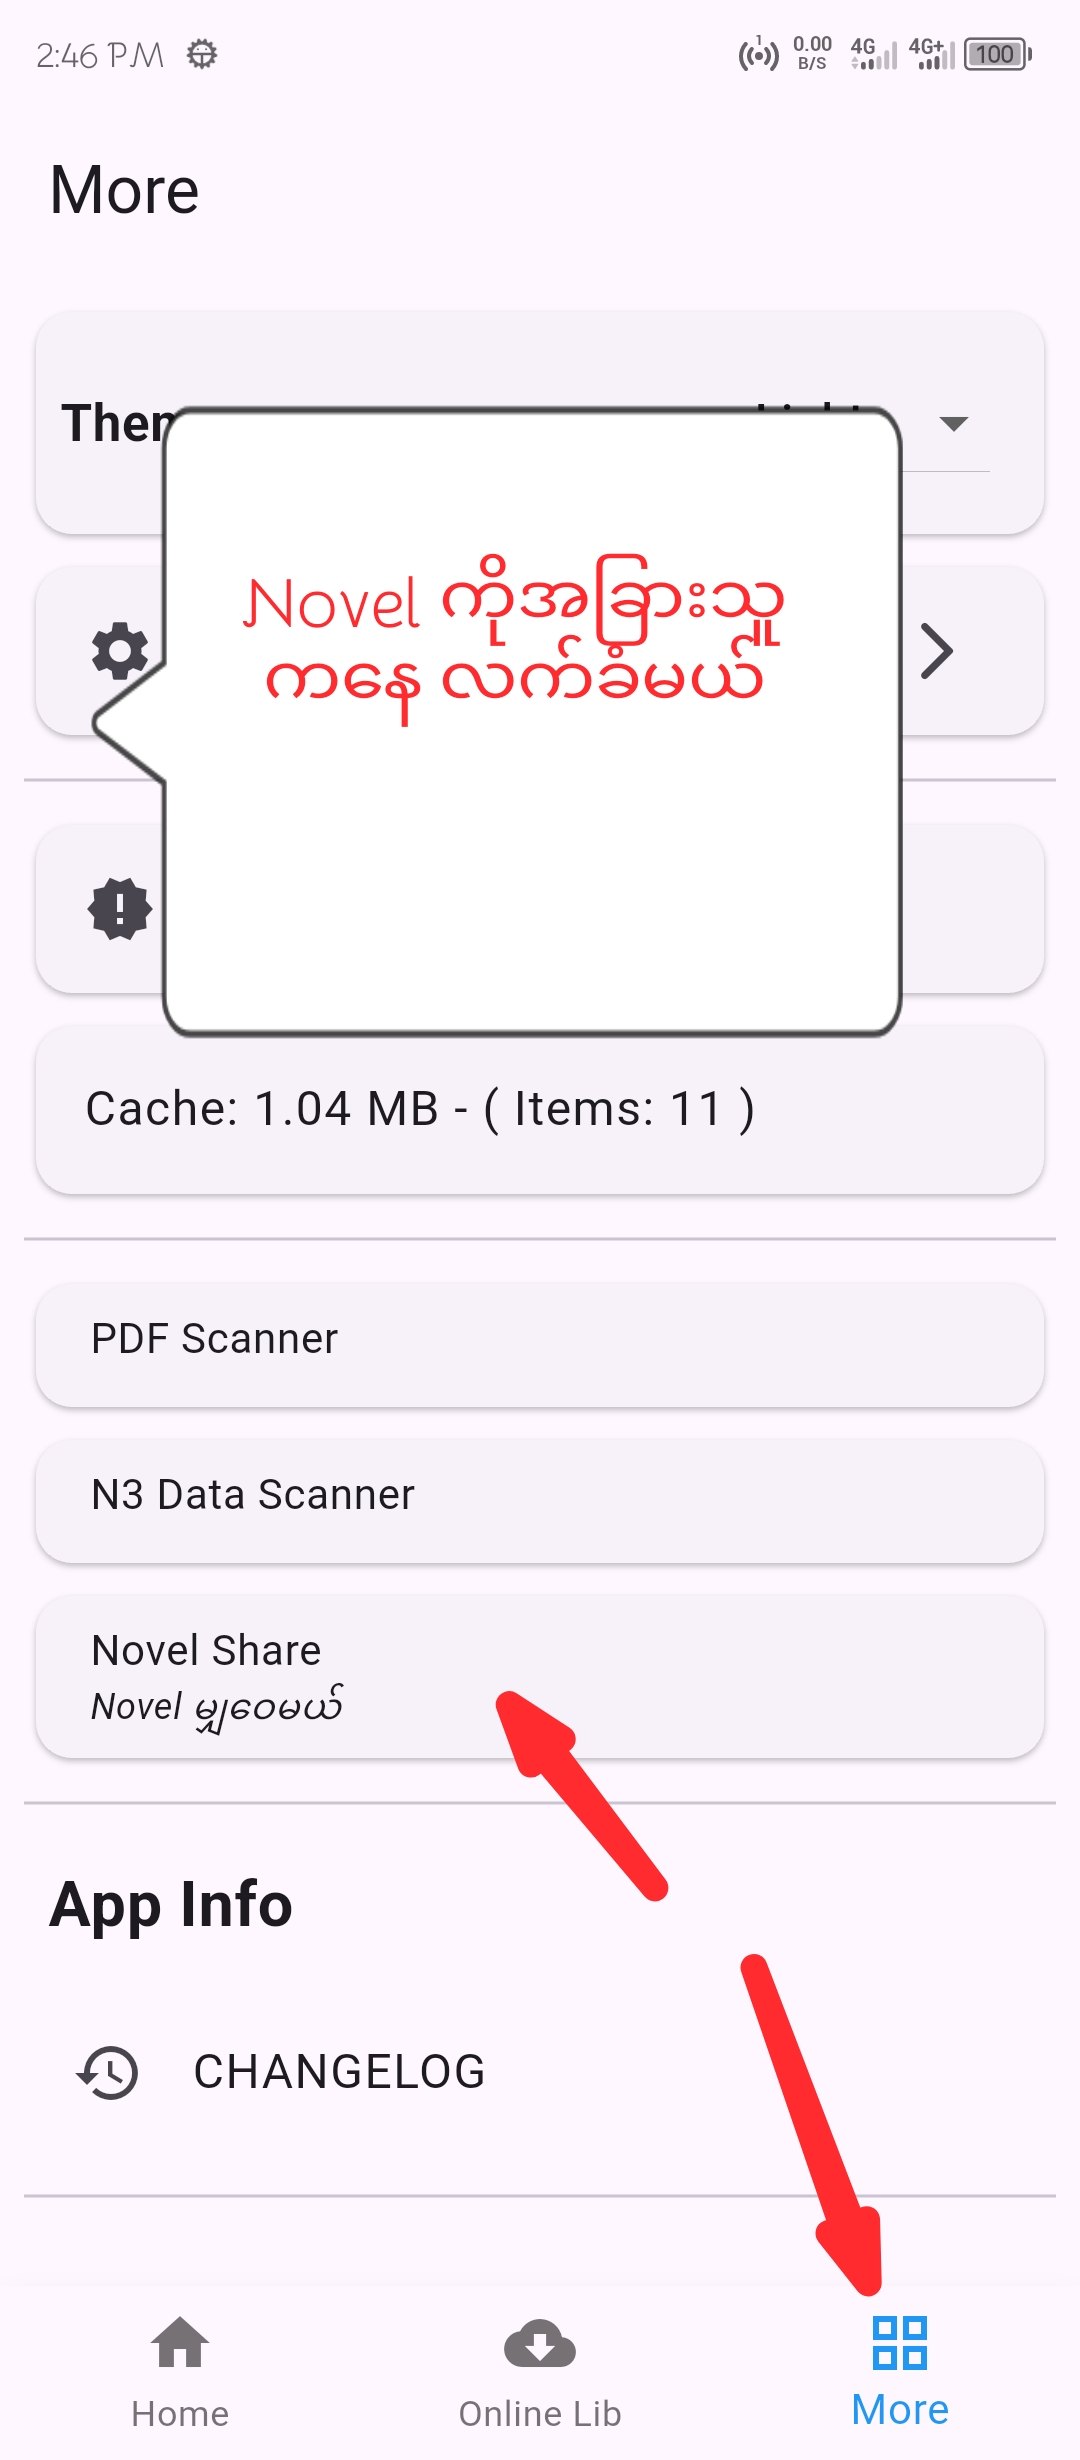 2:46 PM
1
0.00
B/S
4G
4G+
100
More
Novel ကိုအခြားသူ
ကနေ လက်ခံမယ်
Cache: 1.04 MB - ( Items: 11 )
PDF Scanner
N3 Data Scanner
Novel Share
Novel မျှဝေမယ်
App Info
CHANGELOG
Home
Online Lib
More